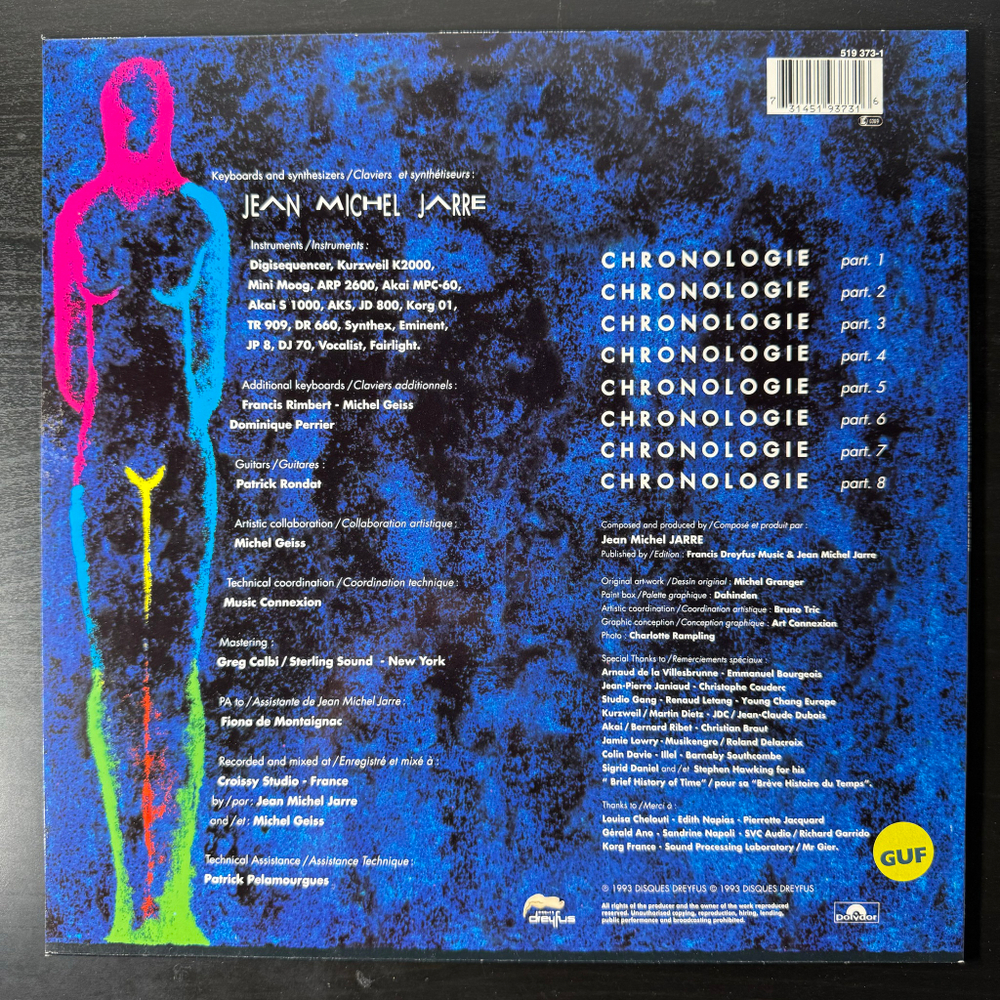 519 373-1
7 31451 93731 6
Keyboards and synthesizers / Claviers et synthétiseurs :
JEAN MICHEL JARRE
Instruments / Instruments :
Digisequencer, Kurzweil K2000,
Mini Moog, ARP 2600, Akai MPC-60,
Akai S 1000, AKS, JD 800, Korg 01,
TR 909, DR 660, Synthex, Eminent,
JP 8, DJ 70, Vocalist, Fairlight.
Additional keyboards / Claviers additionnels :
Francis Rimbert - Michel Geiss
Dominique Perrier
Guitars / Guitares :
Patrick Rondat
Artistic collaboration / Collaboration artistique :
Michel Geiss
Technical coordination / Coordination technique :
Music Connexion
Mastering :
Greg Calbi / Sterling Sound - New York
PA to / Assistante de Jean Michel Jarre :
Fiona de Montaignac
Recorded and mixed at / Enregistré et mixé à :
Croissy Studio - France
by / par : Jean Michel Jarre
and / et : Michel Geiss
Technical Assistance / Assistance Technique :
Patrick Pelamourgues
CHRONOLOGIE part. 1
CHRONOLOGIE part. 2
CHRONOLOGIE part. 3
CHRONOLOGIE part. 4
CHRONOLOGIE part. 5
CHRONOLOGIE part. 6
CHRONOLOGIE part. 7
CHRONOLOGIE part. 8
Composed and produced by / Composé et produit par :
Jean Michel JARRE
Published by / Edition : Francis Dreyfus Music & Jean Michel Jarre
Original art-work / Dessin original : Michel Granger
Paint box / Palette graphique : Dahinden
Artistic coordination / Coordination artistique : Bruno Tric
Graphic conception / Conception graphique : Art Connexion
Photo : Charlotte Rampling
Special Thanks to / Remerciements spéciaux :
Arnaud de la Villesbrunne - Emmanuel Bourgeois
Jean-Pierre Janiaud - Christophe Couderc
Studio Gang - Renaud Letang - Young Chang Europe
Kurzweil / Martin Dietz - JDC / Jean-Claude Dubois
Akai / Bernard Ribet - Christian Braut
Jamie Lowry - Musikengro / Roland Delacroix
Colin Davie - Illel - Barnaby Southcombe
Sigrid Daniel and / et Stephen Hawking for his
" Brief History of Time" / pour sa "Brève Histoire du Temps".
Thanks to / Merci à :
Louisa Chelouti - Edith Napias - Pierrette Jacquard
Gérald Ano - Sandrine Napoli - SVC Audio / Richard Garrido
Korg France - Sound Processing Laboratory / Mr Gier.
GUF
℗ 1993 DISQUES DREYFUS © 1993 DISQUES DREYFUS
dreyfus
All rights of the producer and the owner of the work reproduced
reserved. Unauthorised copying, reproduction, hiring, lending,
public performance and broadcasting prohibited.
Polydor